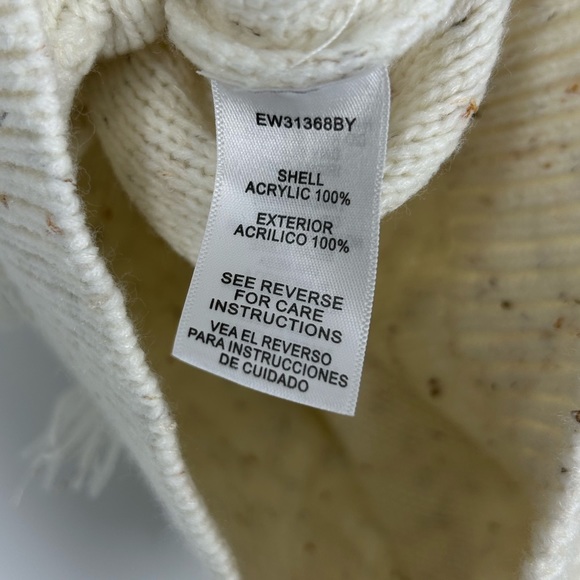 EW31368BY
SHELL
ACRYLIC 100%
EXTERIOR
ACRILICO 100%
SEE REVERSE
FOR CARE
INSTRUCTIONS
VEA EL REVERSO
PARA INSTRUCCIONES
DE CUIDADO